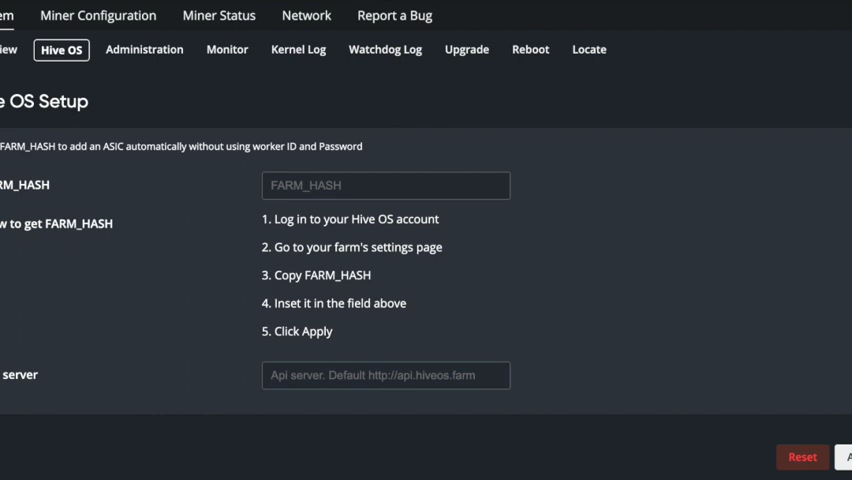 em Miner Configuration Miner Status Network Report a Bug
iew Hive OS Administration Monitor Kernel Log Watchdog Log Upgrade Reboot Locate
e OS Setup
FARM_HASH to add an ASIC automatically without using worker ID and Password
RM_HASH FARM_HASH
w to get FARM_HASH 1. Log in to your Hive OS account
2. Go to your farm's settings page
3. Copy FARM_HASH
4. Inset it in the field above
5. Click Apply
server Api server. Default http://api.hiveos.farm
Reset A